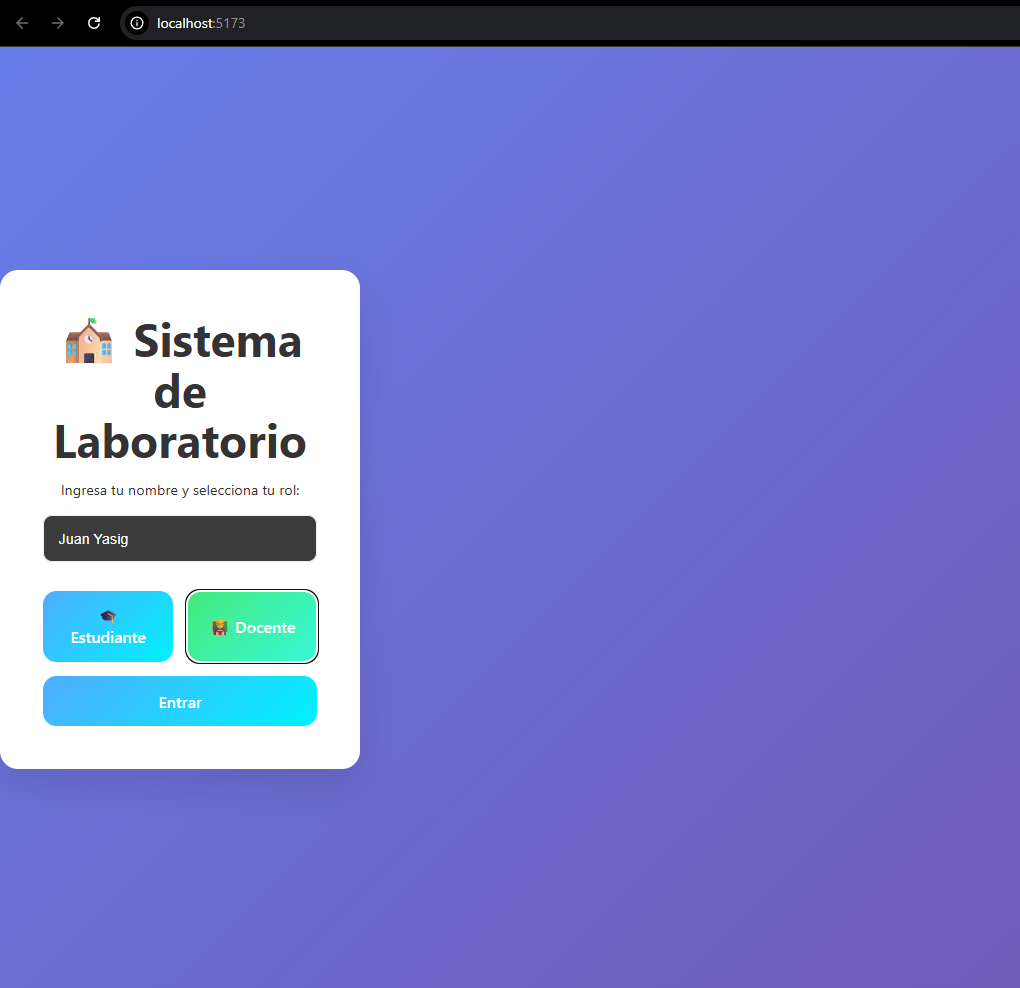 localhost:5173
Sistema
de
Laboratorio
Ingresa tu nombre y selecciona tu rol:
Juan Yasig
Estudiante
Docente
Entrar